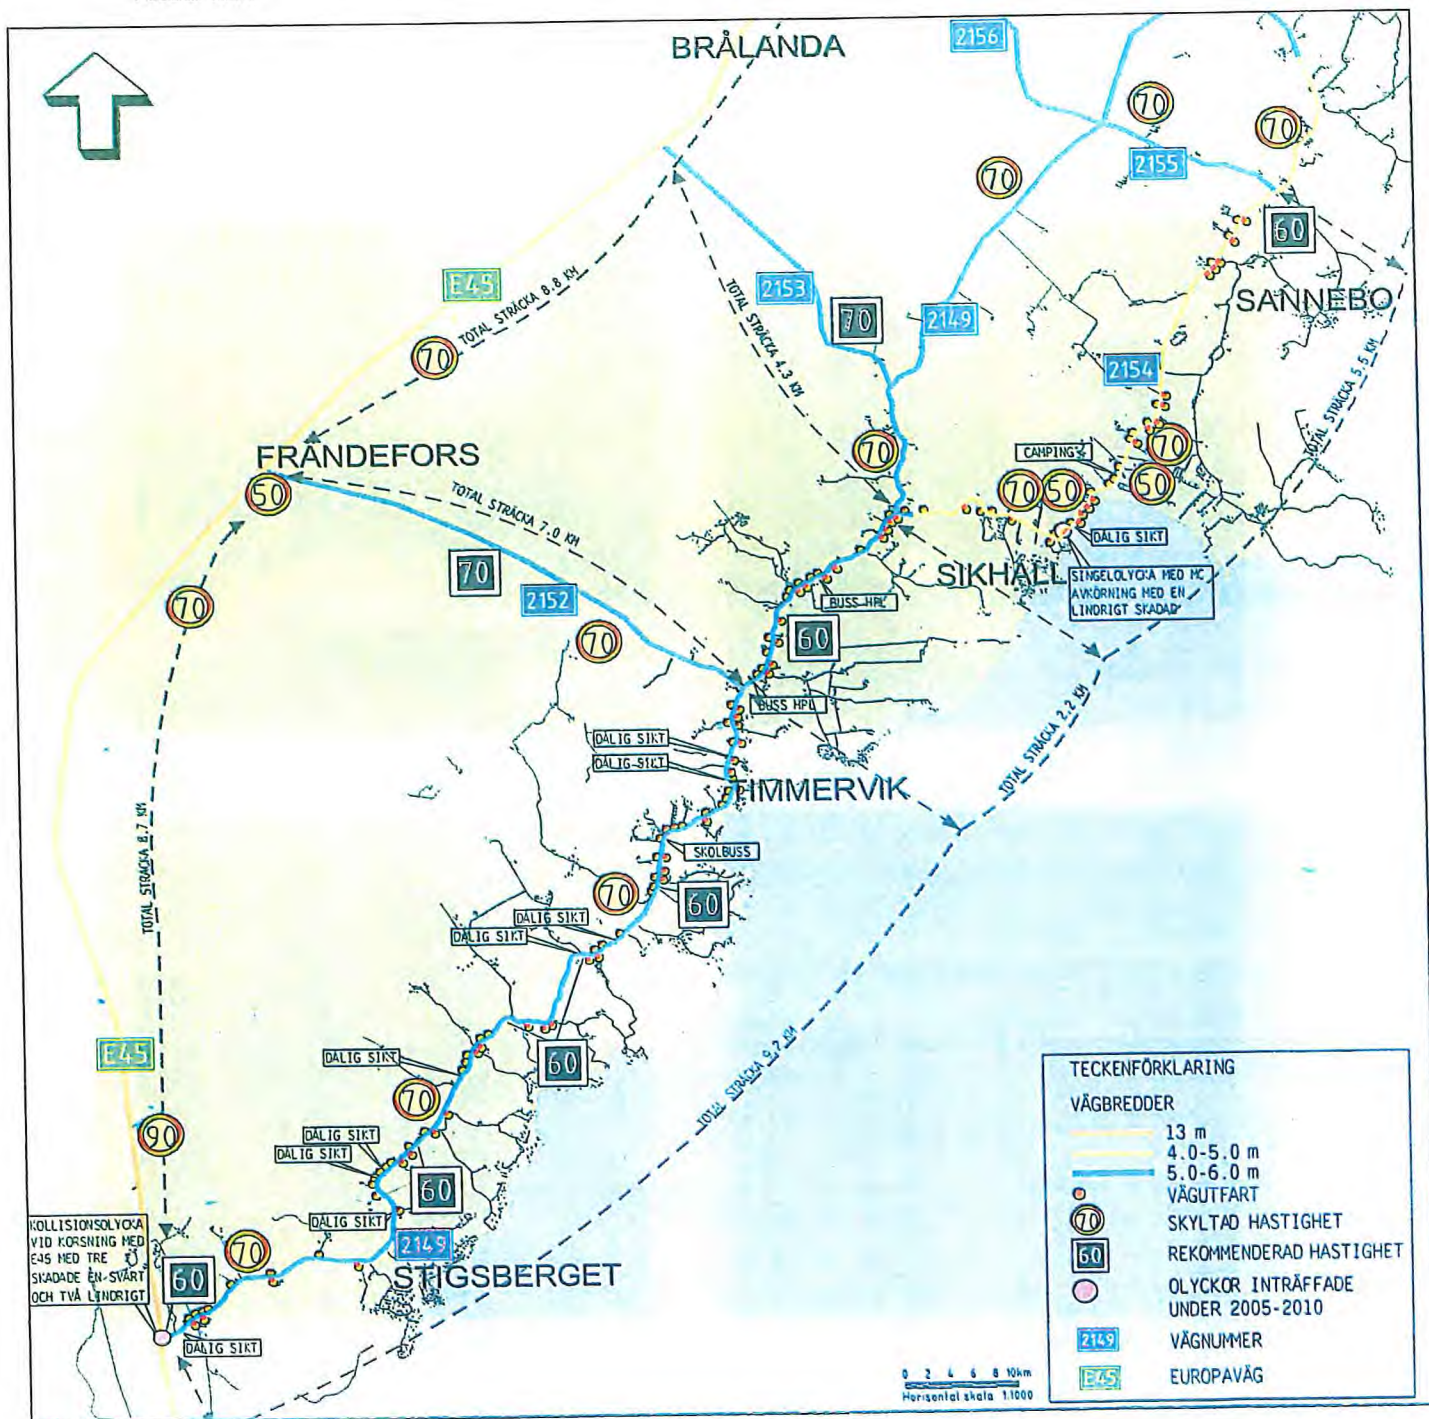 BRÅLANDA
2156
70
70
2155
70
60
E45
TOTAL STRÄCKA 8.8 KM
TOTAL STRÄCKA 4.3 KM
2153
70
2149
SANNEBO
70
2154
TOTAL STRÄCKA 5.5 KM
FRÄNDEFORS
50
TOTAL STRÄCKA 7.0 KM
70
CAMPING
70
70
50
50
DÅLIG SIKT
SIKHALL
SINGELOLYCKA MED MC
AVKÖRNING MED EN
LINDRIGT SKADAD
70
70
2152
BUSS HPL
60
70
BUSS HPL
TOTAL STRÄCKA 2.2 KM
DÅLIG SIKT
DÅLIG SIKT
TIMMERVIK
TOTAL STRÄCKA 8.7 KM
SKOLBUSS
70
60
DÅLIG SIKT
DÅLIG SIKT
E45
60
TOTAL STRÄCKA 9.7 KM
DÅLIG SIKT
70
90
DÅLIG SIKT
DÅLIG SIKT
60
DÅLIG SIKT
2149
STIGSBERGET
KOLLISIONSOLYCKA
VID KORSNING MED
E45 MED TRE
SKADADE EN SVÅRT
OCH TVÅ LINDRIGT
70
60
DÅLIG SIKT
TECKENFÖRKLARING
VÄGBREDDER
13 m
4.0-5.0 m
5.0-6.0 m
VÄGUTFART
70 SKYLTAD HASTIGHET
60 REKOMMENDERAD HASTIGHET
OLYCKOR INTRÄFFADE
UNDER 2005-2010
2149 VÄGNUMMER
E45 EUROPAVÄG
0 2 4 6 8 10km
Horisontal skala 1:1000